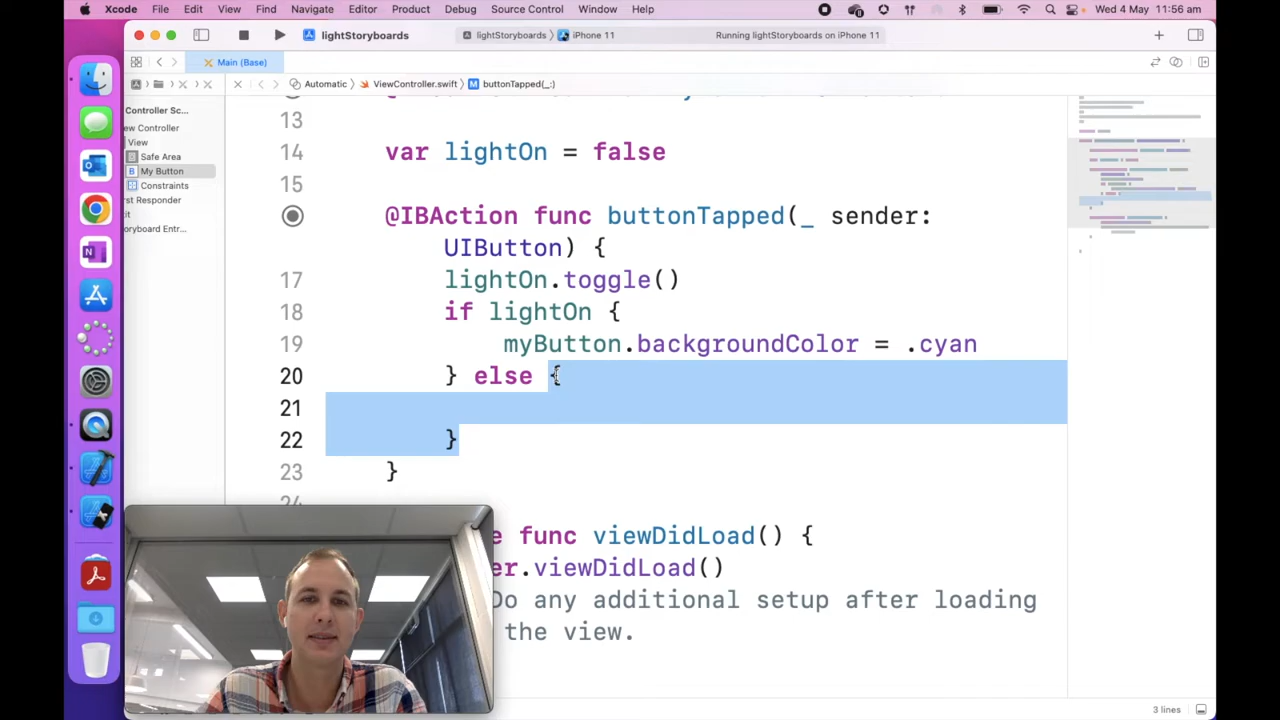 Xcode File Edit View Find Navigate Editor Product Debug Source Control Window Help Wed 4 May 11:56 am
lightStoryboards lightStoryboards iPhone 11 Running lightStoryboards on iPhone 11
Main (Base)
Automatic ViewController.swift buttonTapped(_:)
Controller Sc...
ew Controller
View
Safe Area
B My Button
Constraints
rst Responder
it
oryboard Entr...
13
14 var lightOn = false
15
@IBAction func buttonTapped(_ sender:
UIButton) {
17 lightOn.toggle()
18 if lightOn {
19 myButton.backgroundColor = .cyan
20 } else {
21
22 }
23 }
24
e func viewDidLoad() {
er.viewDidLoad()
Do any additional setup after loading
the view.
3 lines